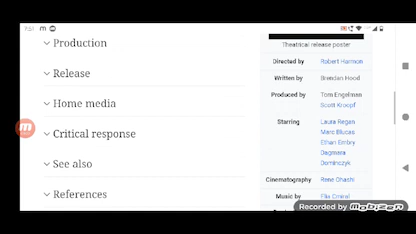 7:51
Production
Release
Home media
Critical response
See also
References
Theatrical release poster
Directed by Robert Harmon
Written by Brendan Hood
Produced by Tom Engelman
Scott Kroopf
Starring Laura Regan
Marc Blucas
Ethan Embry
Dagmara
Dominczyk
Cinematography Rene Ohashi
Music by Elia Cmiral
Recorded by Mobizen